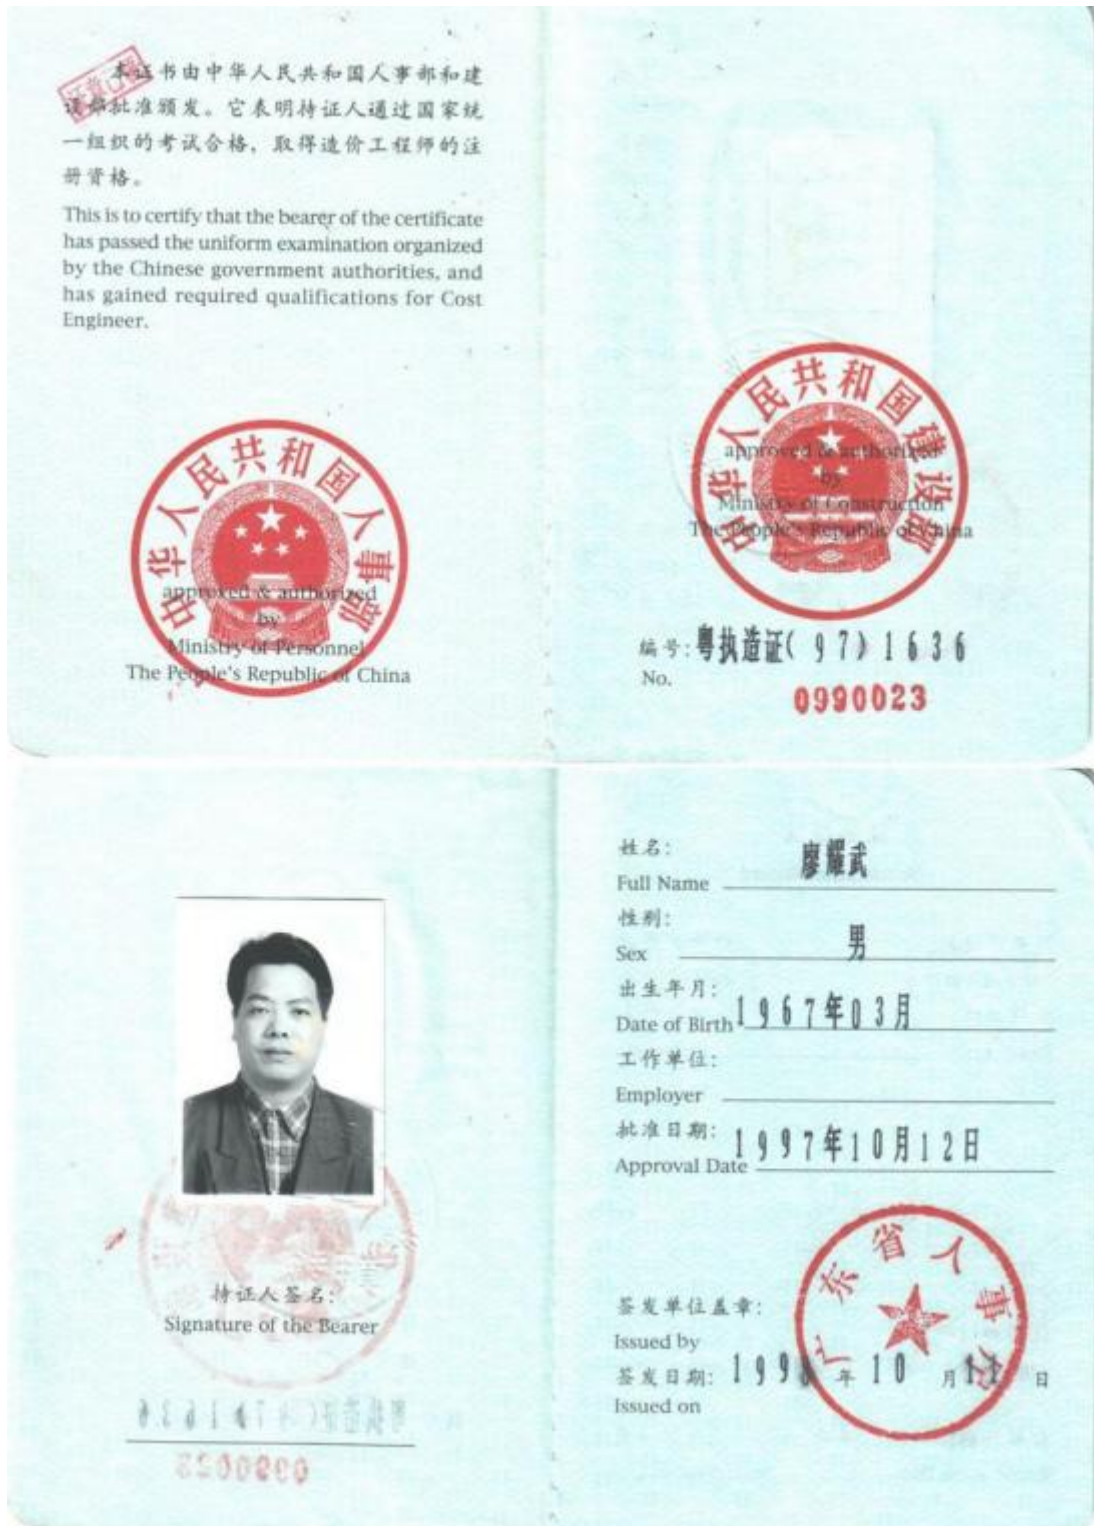 本证书由中华人民共和国人事部和建
设部批准颁发。它表明持证人通过国家统
一组织的考试合格，取得造价工程师的注
册资格。
This is to certify that the bearer of the certificate
has passed the uniform examination organized
by the Chinese government authorities, and
has gained required qualifications for Cost
Engineer.
中华人民共和国人事部
approved & authorized
by
Ministry of Personnel
The People's Republic of China
中华人民共和国建设部
approved & authorized
by
Ministry of Construction
The People's Republic of China
编号：粤执造证(97)1636
No.
0990023
持证人签名：
Signature of the Bearer
姓名： 廖耀武
Full Name
性别： 男
Sex
出生年月： 1967年03月
Date of Birth
工作单位：
Employer
批准日期： 1997年10月12日
Approval Date
广东省人事厅
签发单位盖章：
Issued by
签发日期： 199 年 10 月 11 日
Issued on